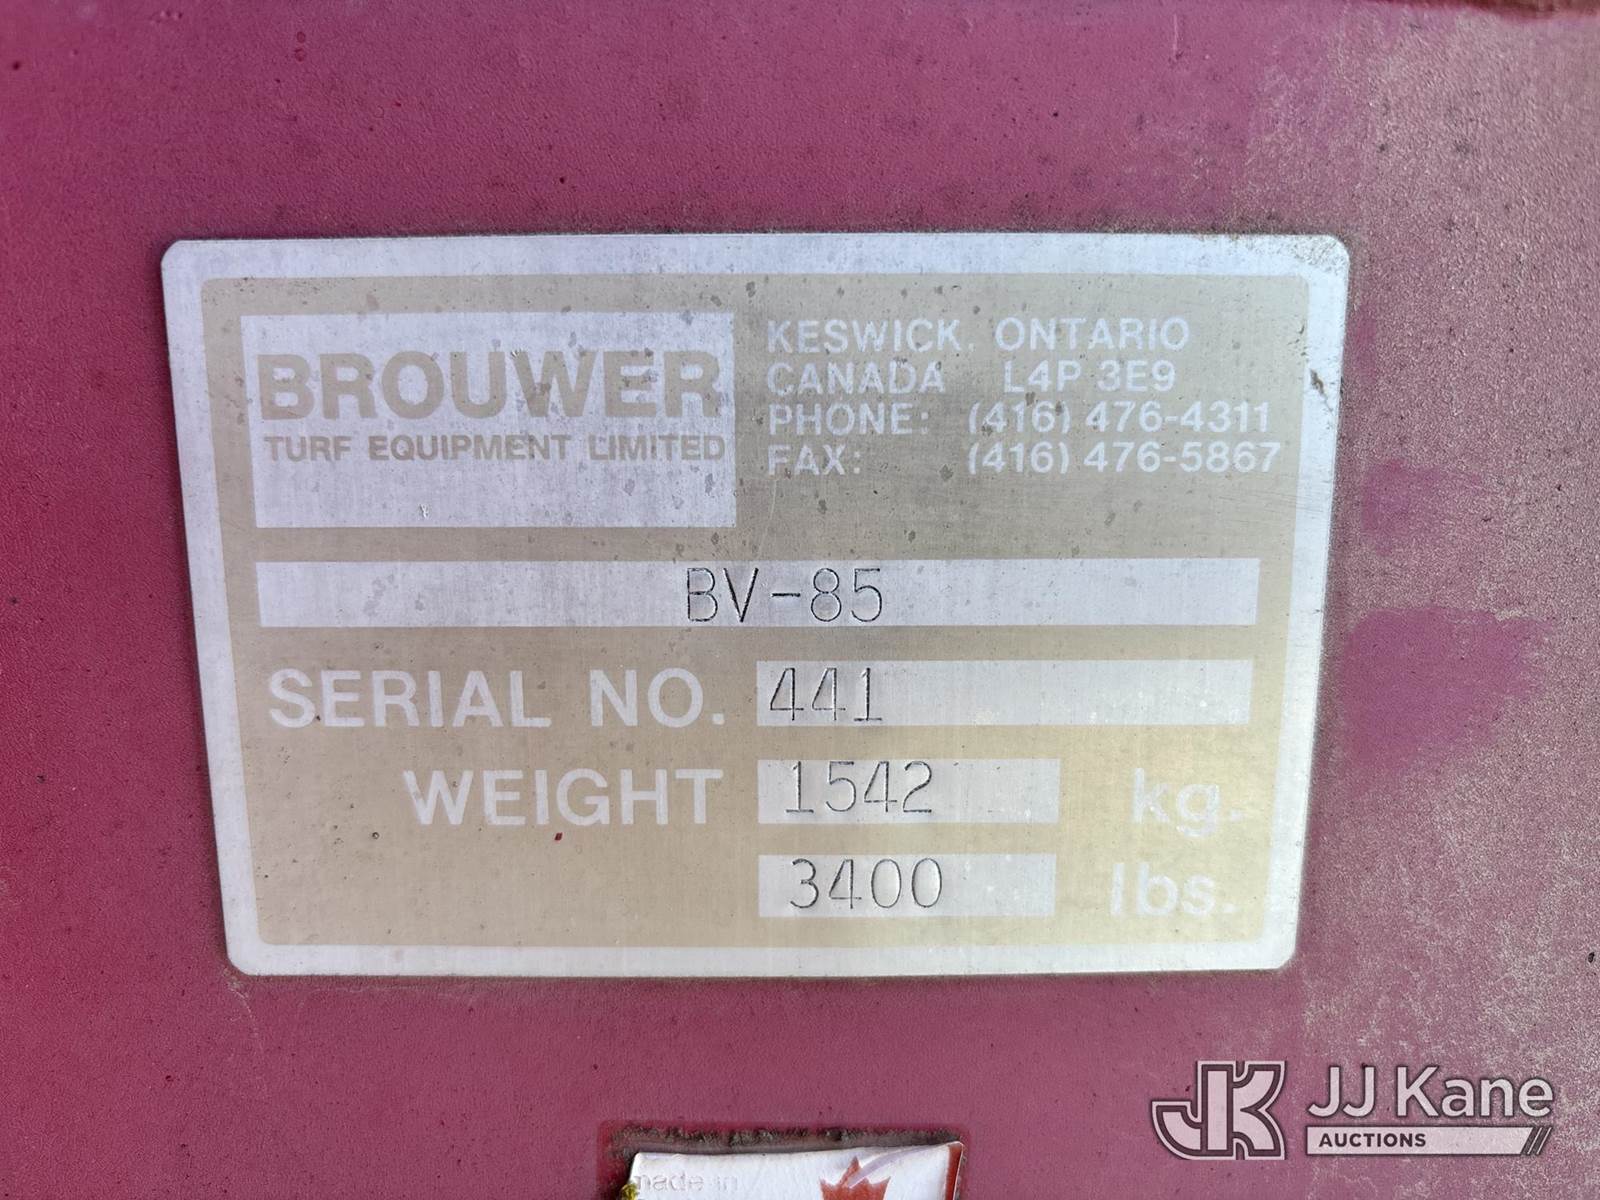 BROUWER
TURF EQUIPMENT LIMITED
KESWICK, ONTARIO
CANADA L4P 3E9
PHONE: (416) 476-4311
FAX: (416) 476-5867
BV-85
SERIAL NO. 441
WEIGHT 1542 kg.
3400 lbs.
made in
JK JJ Kane
AUCTIONS